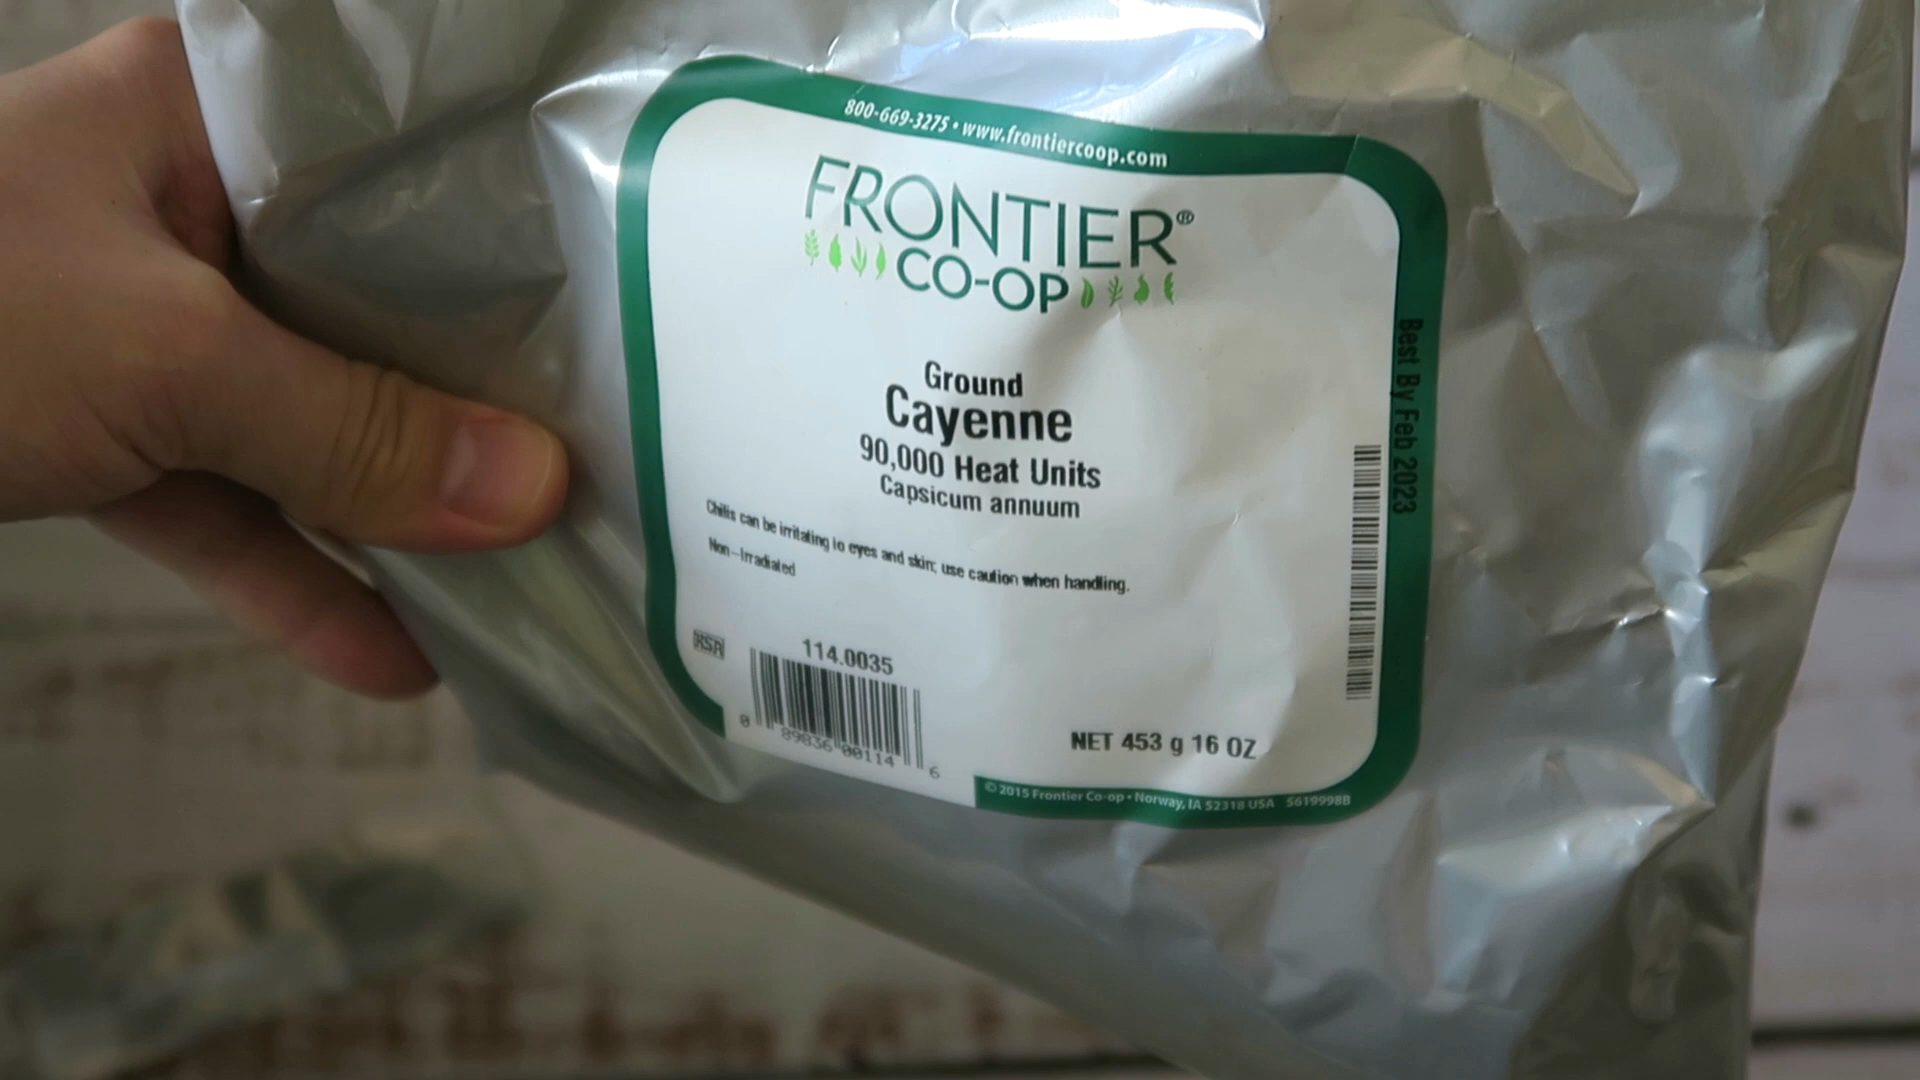 800-669-3275 • www.frontiercoop.com
FRONTIER®
CO-OP
Ground
Cayenne
90,000 Heat Units
Capsicum annuum
Chilis can be irritating to eyes and skin; use caution when handling.
Non-Irradiated
KSA
114.0035
0 89836 00114 6
NET 453 g 16 OZ
© 2015 Frontier Co-op • Norway, IA 52318 USA S619998B
Best By Feb 2023